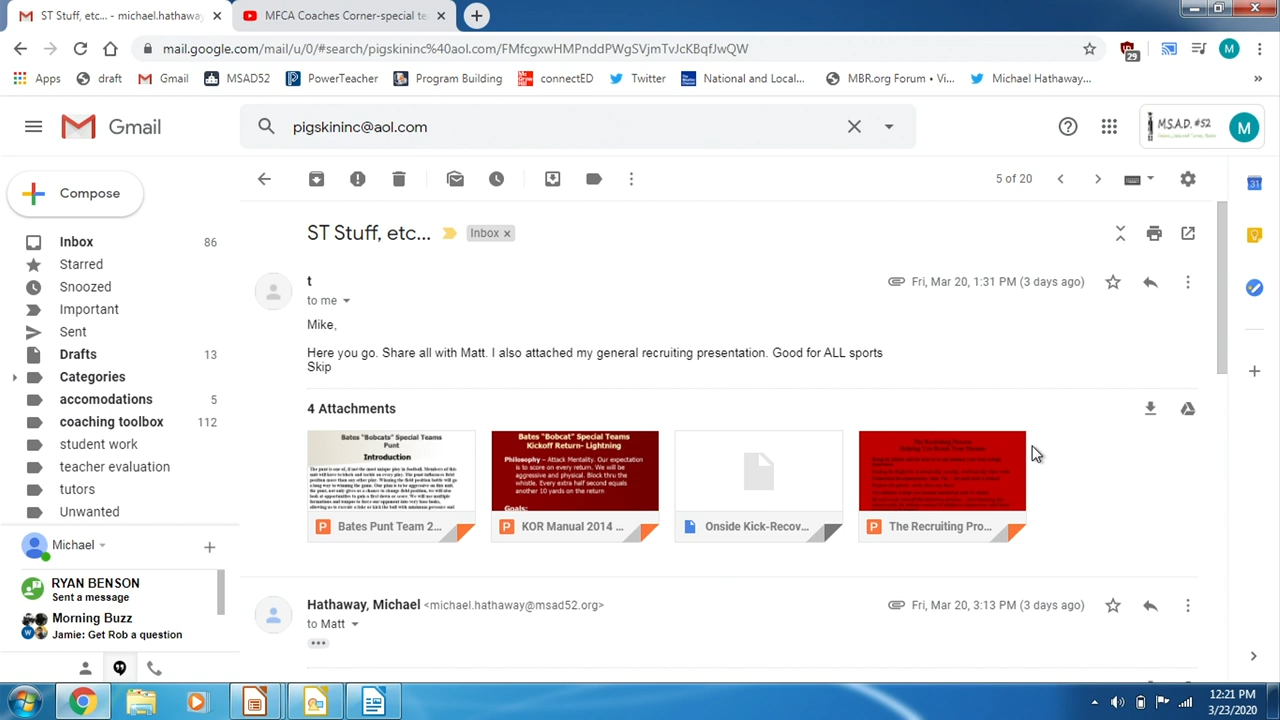 ST Stuff, etc... - michael.hathaway
MFCA Coaches Corner-special te
mail.google.com/mail/u/0/#search/pigskininc%40aol.com/FMfcgxwHMPnddPWgSVjmTvJcKBqfJwQW
29
M
Apps
draft
Gmail
MSAD52
PowerTeacher
Program Building
connectED
Twitter
National and Local...
MBR.org Forum • Vi...
Michael Hathaway...
»
Gmail
pigskininc@aol.com
M.S.A.D. #52
M
Compose
5 of 20
31
Inbox 86
Starred
Snoozed
Important
Sent
Drafts 13
Categories
accomodations 5
coaching toolbox 112
student work
teacher evaluation
tutors
Unwanted
Michael
RYAN BENSON
Sent a message
Morning Buzz
Jamie: Get Rob a question
ST Stuff, etc...
Inbox x
t
to me
Fri, Mar 20, 1:31 PM (3 days ago)
Mike,
Here you go. Share all with Matt. I also attached my general recruiting presentation. Good for ALL sports
Skip
4 Attachments
Bates "Bobcats" Special Teams
Punt
Introduction
P Bates Punt Team 2...
Bates "Bobcat" Special Teams
Kickoff Return- Lightning
Philosophy – Attack Mentality. Our expectation
is to score on every return. We will be
aggressive and physical. Block thru the
whistle. Every extra half second equals
another 10 yards on the return
Goals:
P KOR Manual 2014 ...
Onside Kick-Recov...
The Recruiting Process
P The Recruiting Pro...
Hathaway, Michael <michael.hathaway@msad52.org>
to Matt
Fri, Mar 20, 3:13 PM (3 days ago)
12:21 PM
3/23/2020